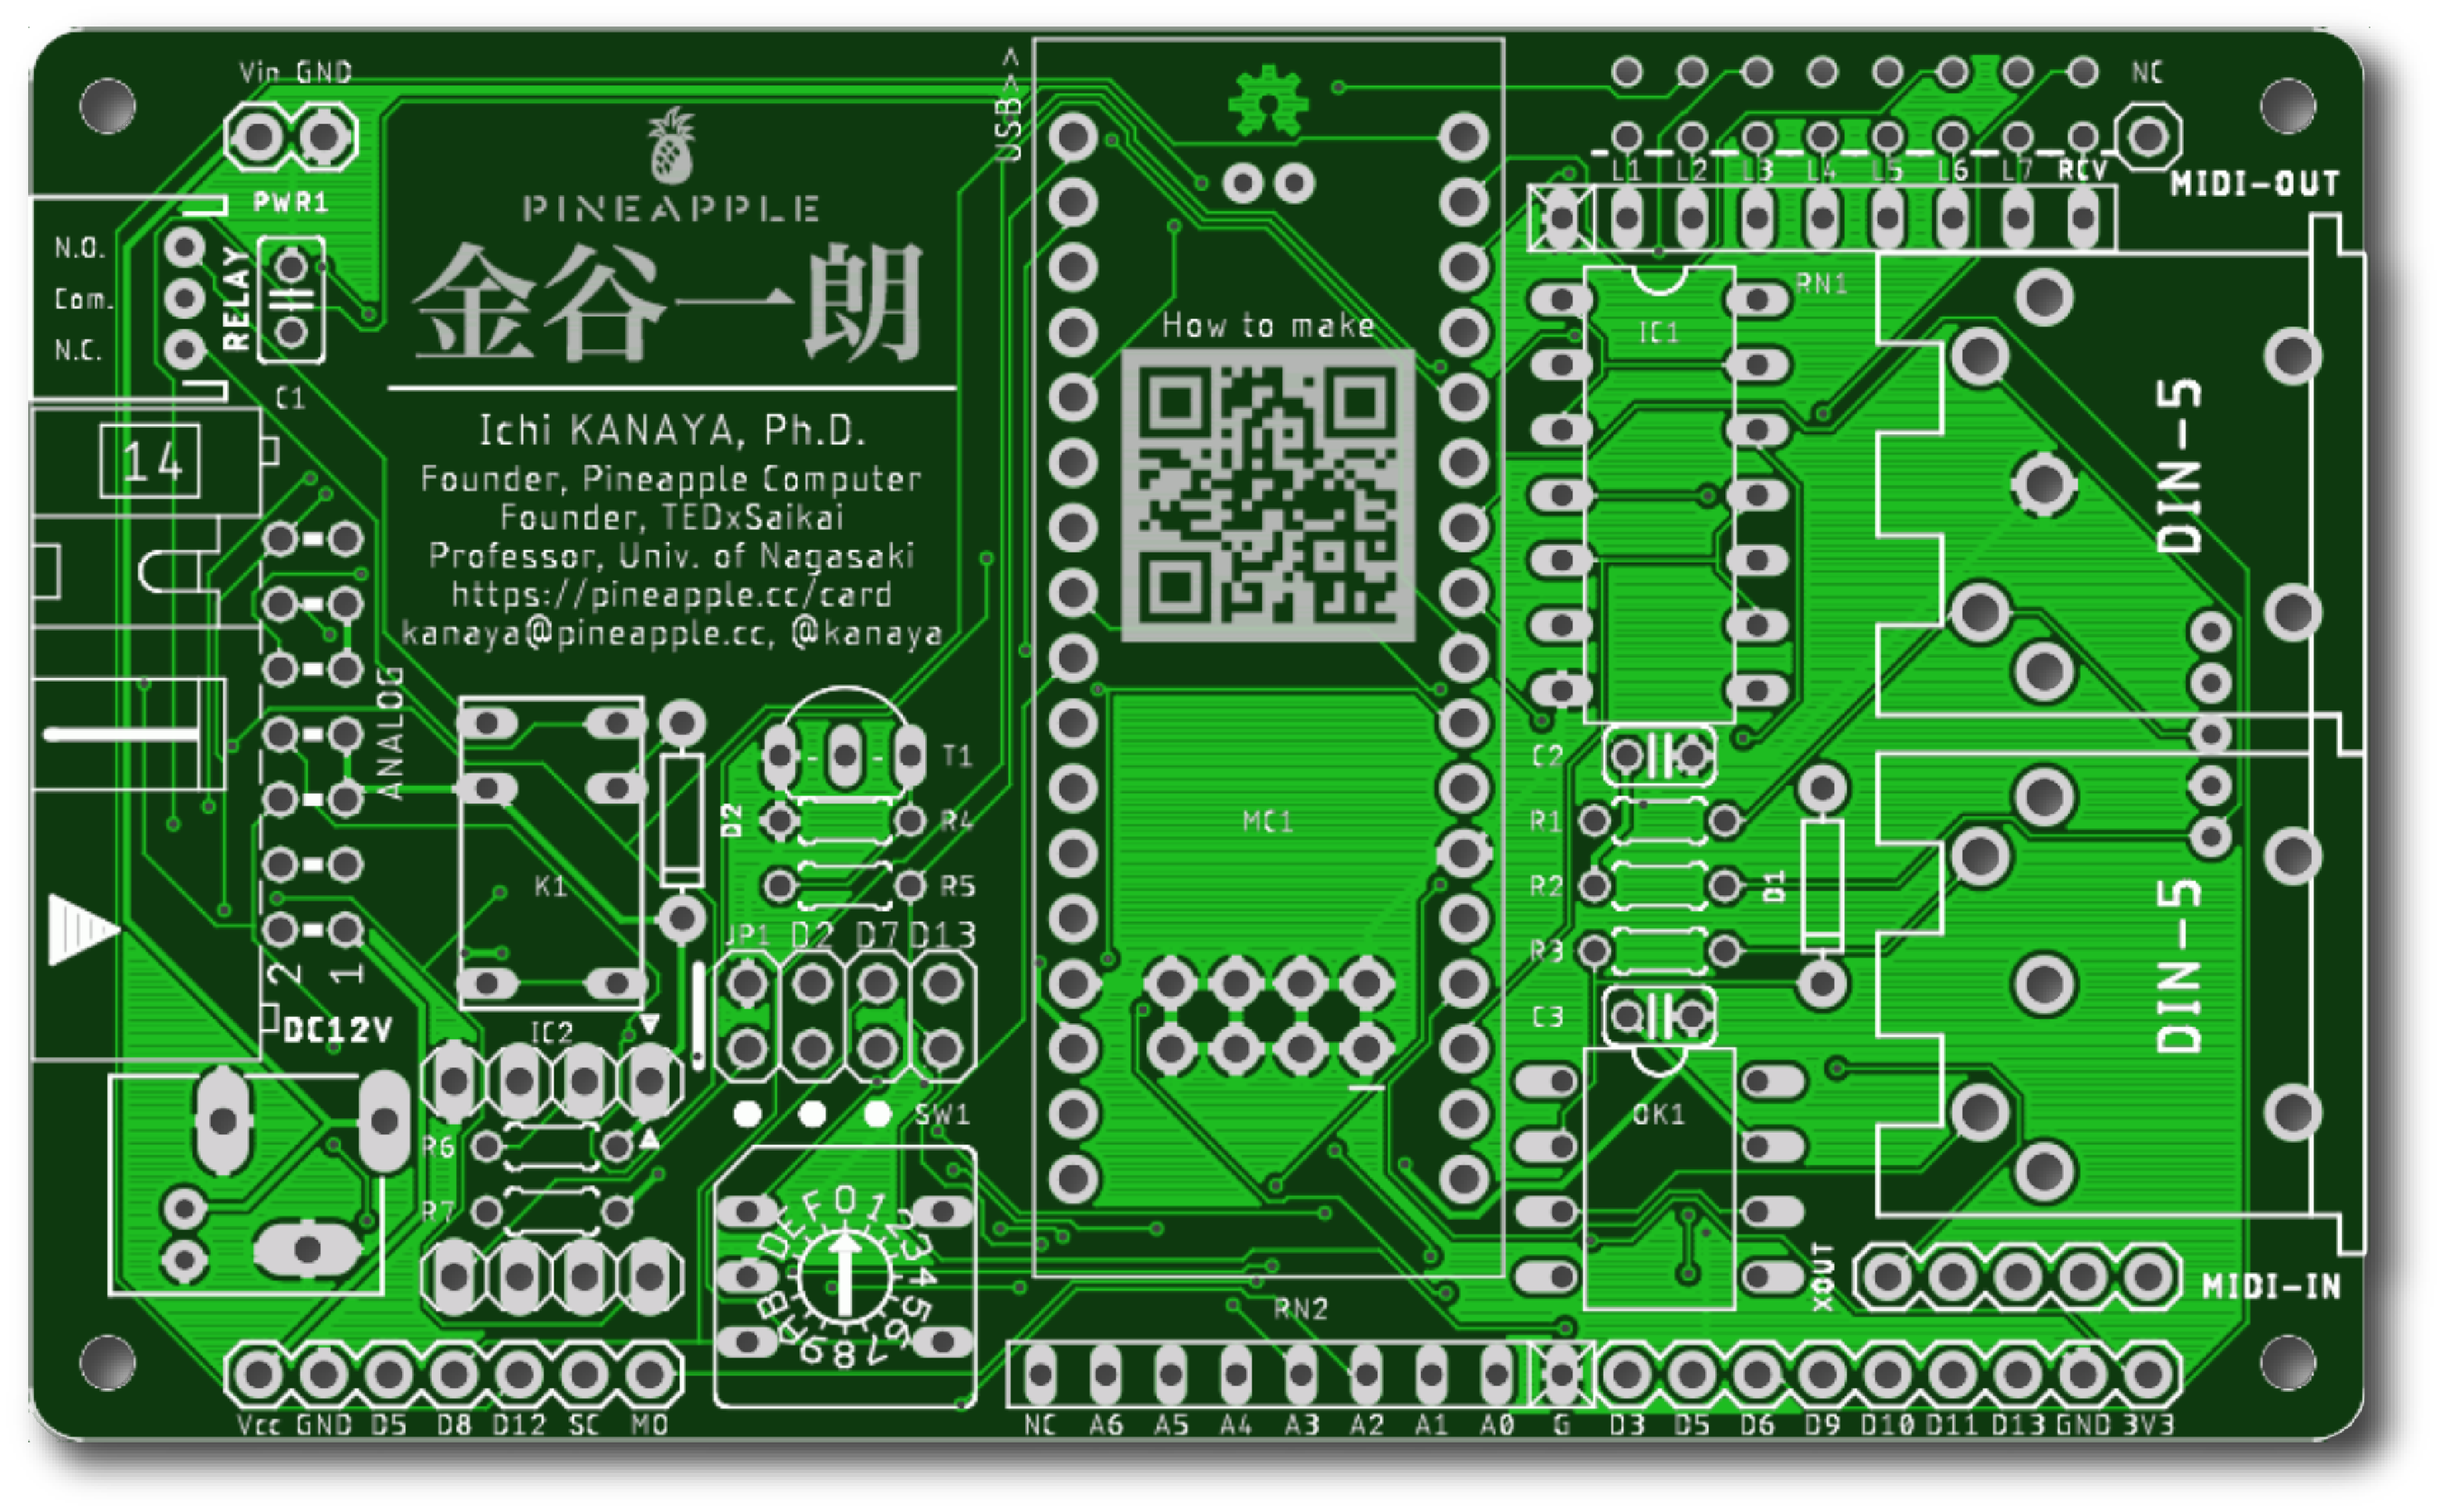 Vin GND
PWR1
USB>>
NC
L1 L2 L3 L4 L5 L6 L7 RCV
MIDI-OUT
PINEAPPLE
金谷一朗
N.O.
Com.
N.C.
RELAY
C1
How to make
RN1
IC1
DIN-5
14
Ichi KANAYA, Ph.D.
Founder, Pineapple Computer
Founder, TEDxSaikai
Professor, Univ. of Nagasaki
https://pineapple.cc/card
kanaya@pineapple.cc, @kanaya
ANALOG
2 1
K1
D2
T1
R4
R5
MC1
C2
R1
R2
R3
D1
C3
DIN-5
JP1 D2 D7 D13
DC12V
IC2
R6
R7
SW1
0 1 2 3 4 5 6 7 8 9 A B C D E F
OK1
XOUT
MIDI-IN
RN2
Vcc GND D5 D8 D12 SC MO
NC A6 A5 A4 A3 A2 A1 A0 G D3 D5 D6 D9 D10 D11 D13 GND 3V3